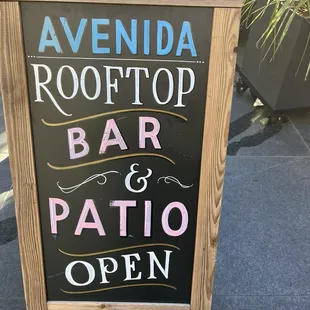 AVENIDA
ROOFTOP
BAR
&
PATIO
OPEN